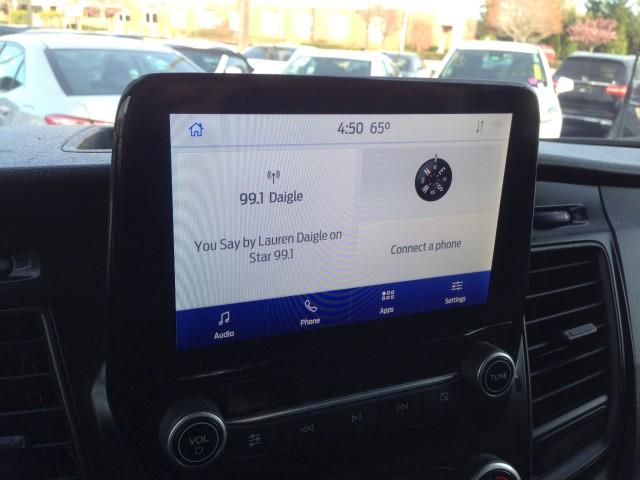 4:50 65°
99.1 Daigle
You Say by Lauren Daigle on
Star 99.1
N
E
W
S
Connect a phone
Audio
Phone
Apps
Settings
VOL
TUNE